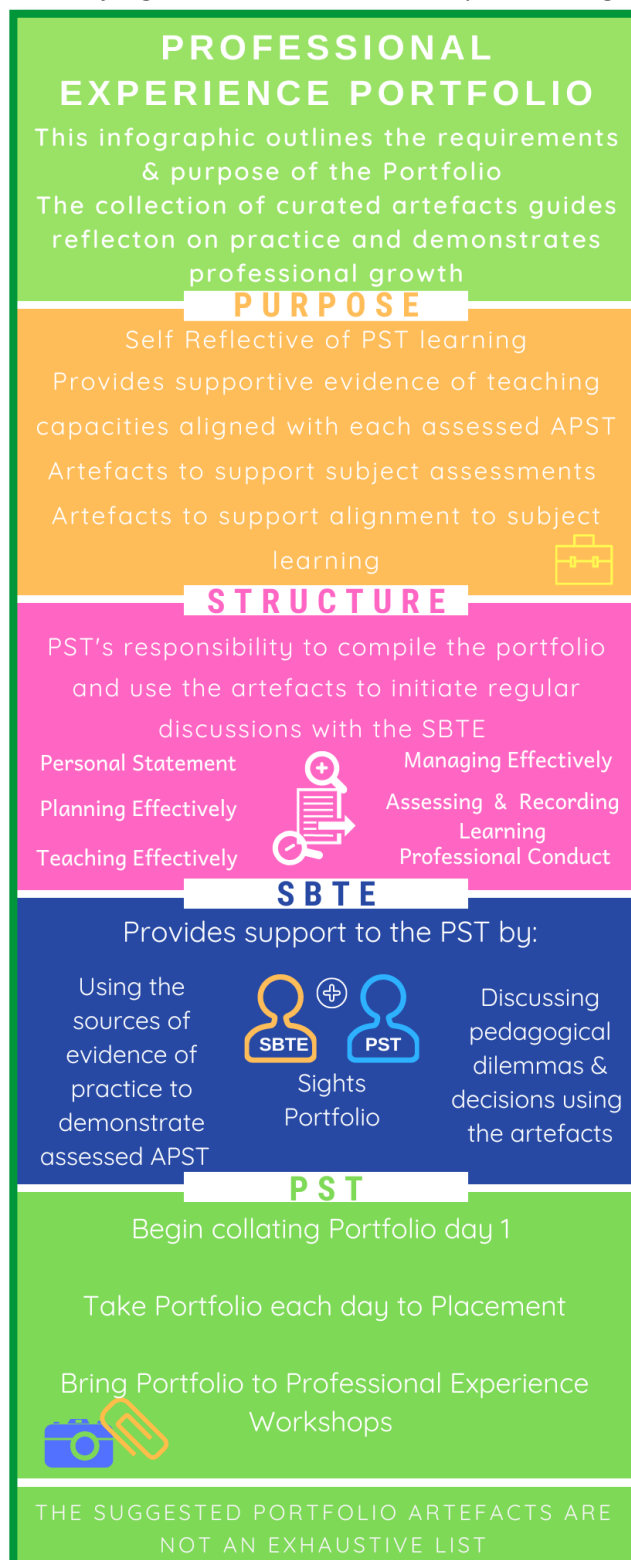 PROFESSIONAL
EXPERIENCE PORTFOLIO
This infographic outlines the requirements
& purpose of the Portfolio
The collection of curated artefacts guides
reflecton on practice and demonstrates
professional growth
PURPOSE
Self Reflective of PST learning
Provides supportive evidence of teaching
capacities aligned with each assessed APST
Artefacts to support subject assessments
Artefacts to support alignment to subject
learning
STRUCTURE
PST's responsibility to compile the portfolio
and use the artefacts to initiate regular
discussions with the SBTE
Personal Statement
Planning Effectively
Teaching Effectively
Managing Effectively
Assessing & Recording
Learning
Professional Conduct
SBTE
Provides support to the PST by:
Using the
sources of
evidence of
practice to
demonstrate
assessed APST
SBTE
PST
Sights
Portfolio
Discussing
pedagogical
dilemmas &
decisions using
the artefacts
PST
Begin collating Portfolio day 1
Take Portfolio each day to Placement
Bring Portfolio to Professional Experience
Workshops
THE SUGGESTED PORTFOLIO ARTEFACTS ARE
NOT AN EXHAUSTIVE LIST